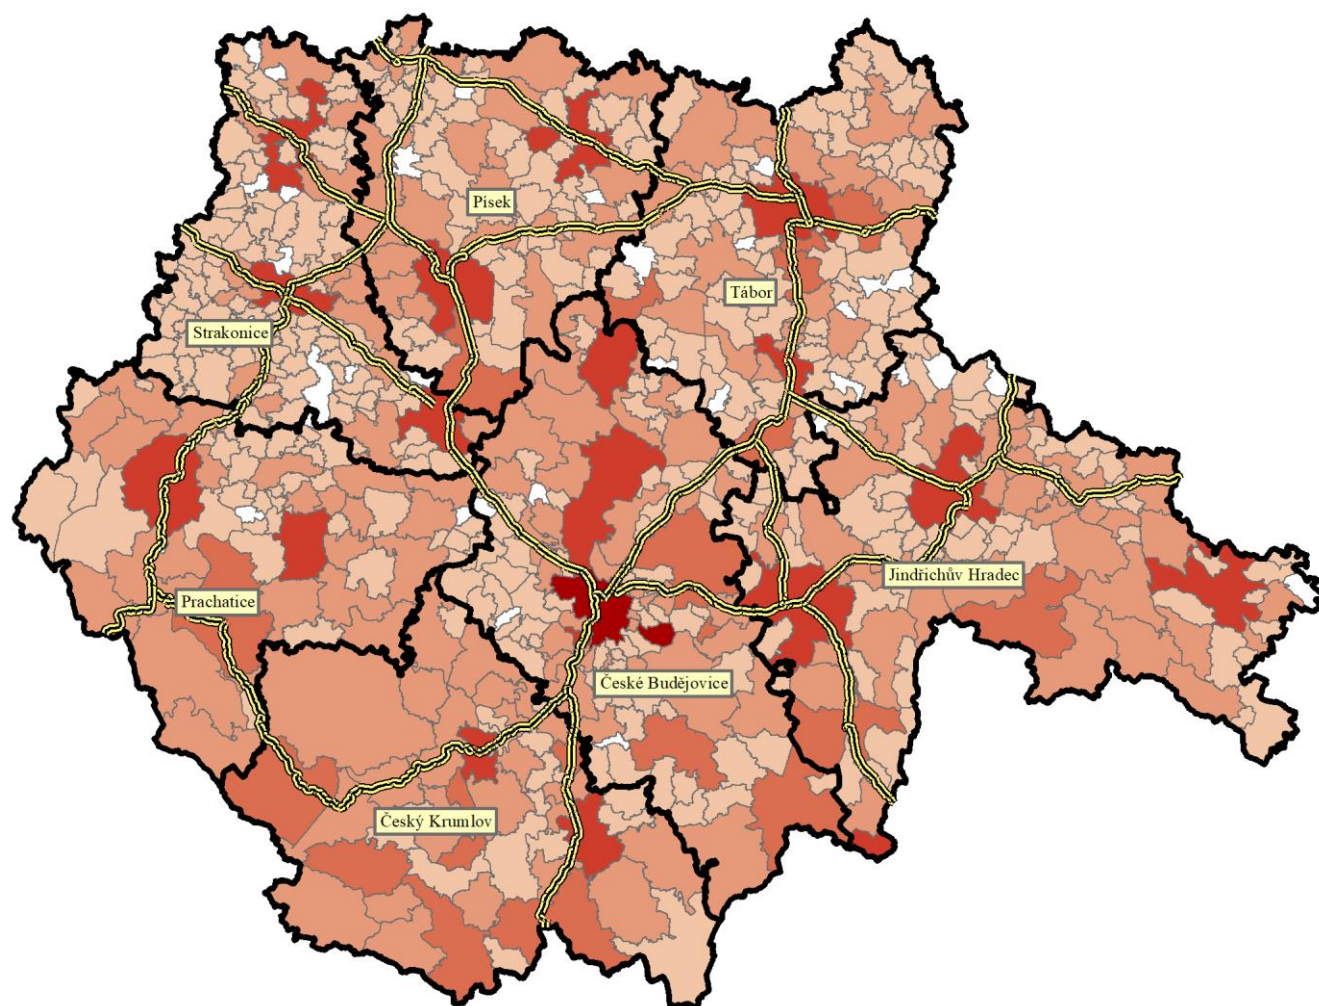 Písek
Tábor
Strakonice
Jindřichův Hradec
Prachatice
České Budějovice
Český Krumlov